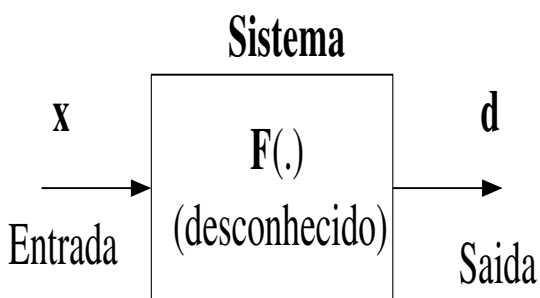 Sistema
x
F(.)
(desconhecido)
Entrada
d
Saida